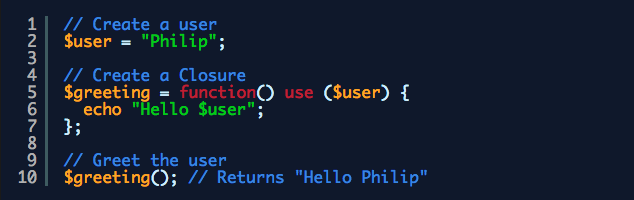 1 // Create a user
2 $user = "Philip";
3
4 // Create a Closure
5 $greeting = function() use ($user) {
6   echo "Hello $user";
7 };
8
9 // Greet the user
10 $greeting(); // Returns "Hello Philip"